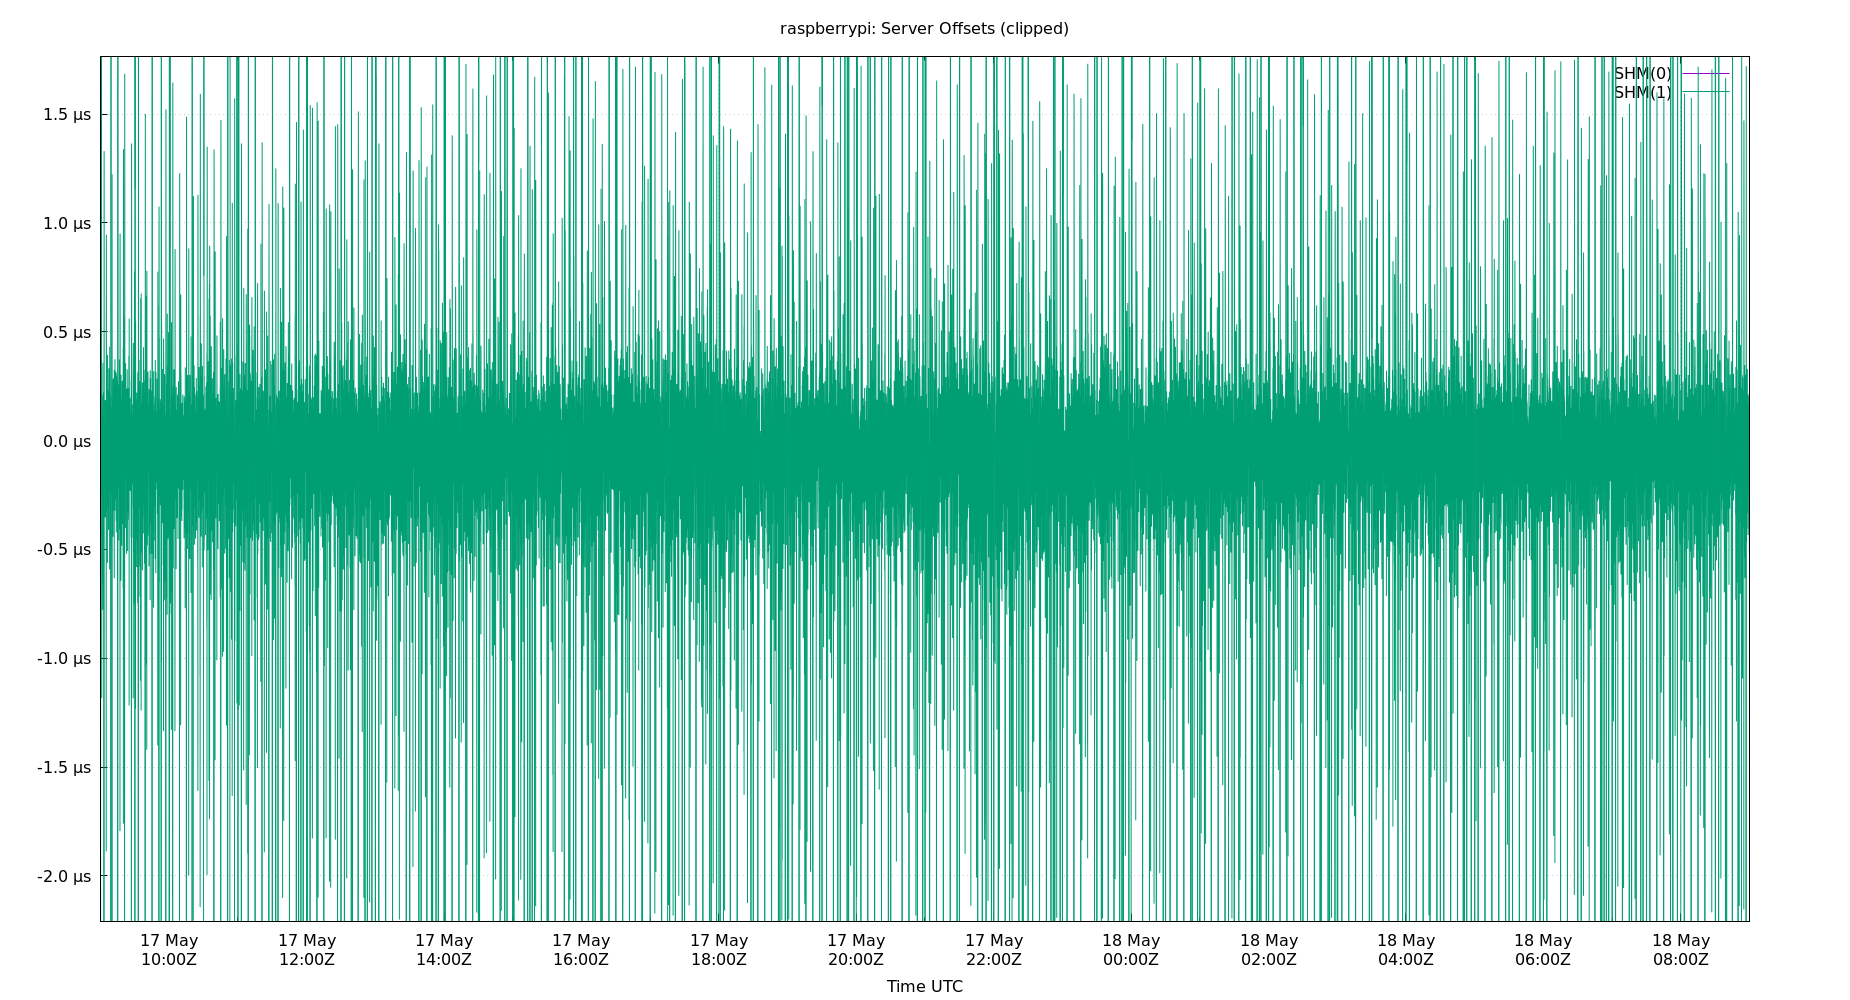 raspberrypi: Server Offsets (clipped)
SHM(0)
SHM(1)
1.5 µs
1.0 µs
0.5 µs
0.0 µs
-0.5 µs
-1.0 µs
-1.5 µs
-2.0 µs
17 May 17 May 17 May 17 May 17 May 17 May 17 May 18 May 18 May 18 May 18 May 18 May
10:00Z 12:00Z 14:00Z 16:00Z 18:00Z 20:00Z 22:00Z 00:00Z 02:00Z 04:00Z 06:00Z 08:00Z
Time UTC